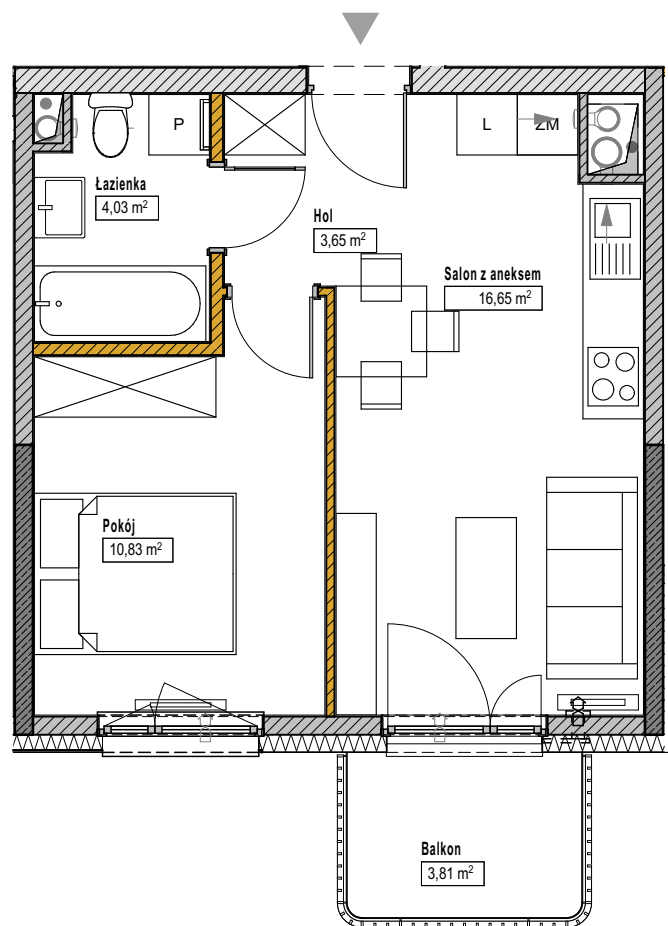 P
L
ZM
Łazienka
4,03 m²
Hol
3,65 m²
Salon z aneksem
16,65 m²
Pokój
10,83 m²
Balkon
3,81 m²